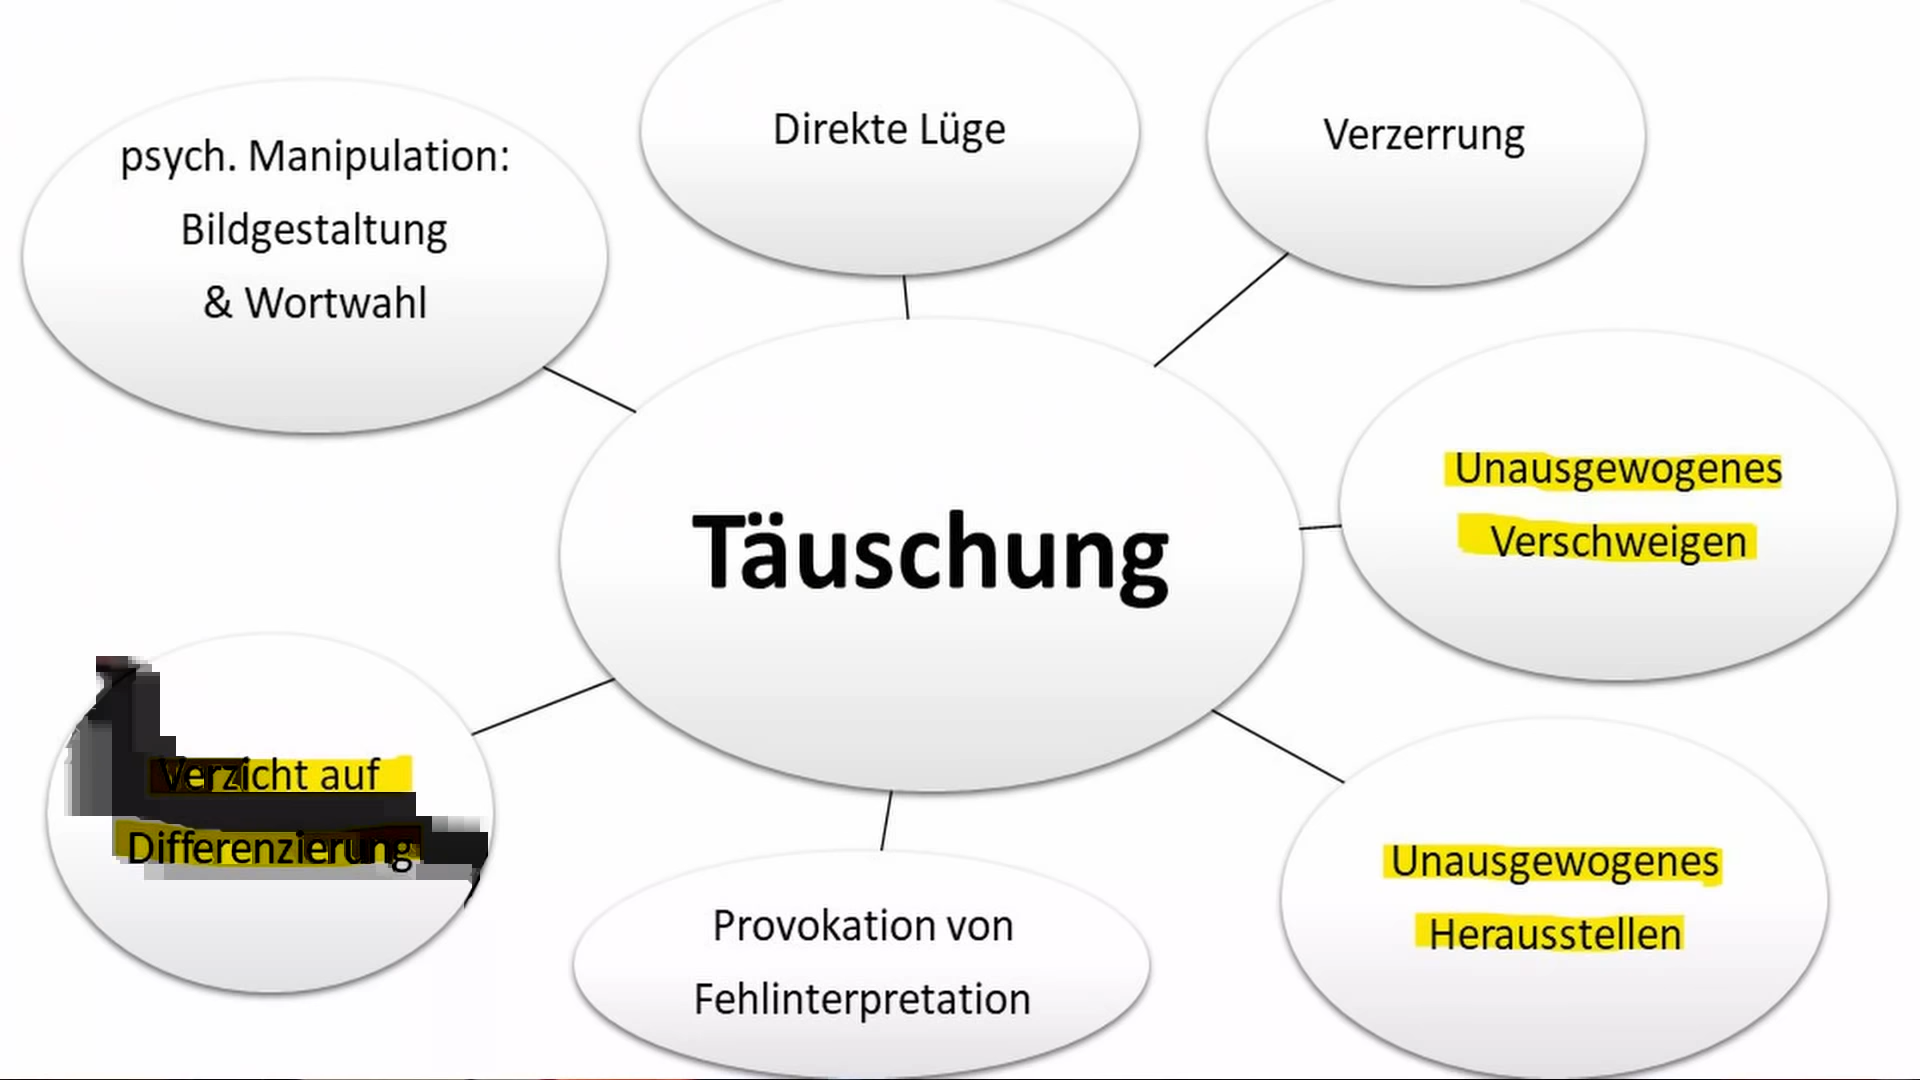 Direkte Lüge
Verzerrung
psych. Manipulation:
Bildgestaltung
& Wortwahl
Unausgewogenes
Verschweigen
Täuschung
Verzicht auf
Differenzierung
Unausgewogenes
Herausstellen
Provokation von
Fehlinterpretation